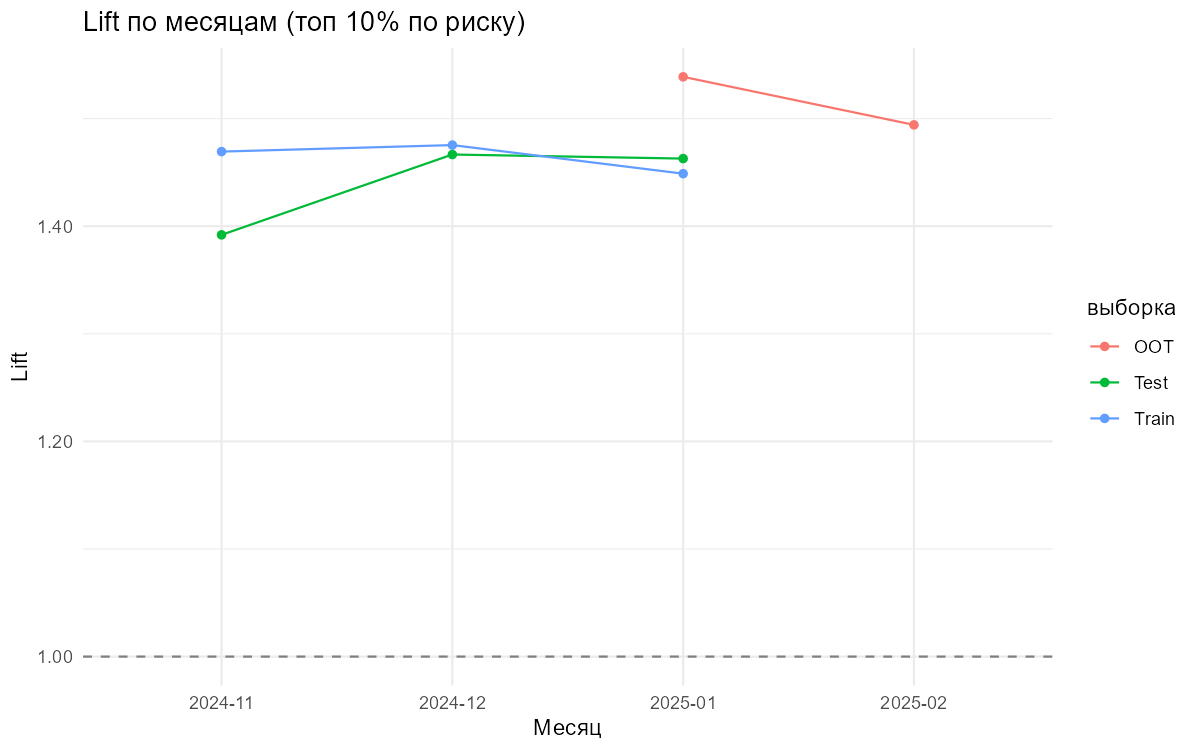 Lift по месяцам (топ 10% по риску)
Lift
1.40
1.20
1.00
2024-11
2024-12
2025-01
2025-02
Месяц
выборка
OOT
Test
Train